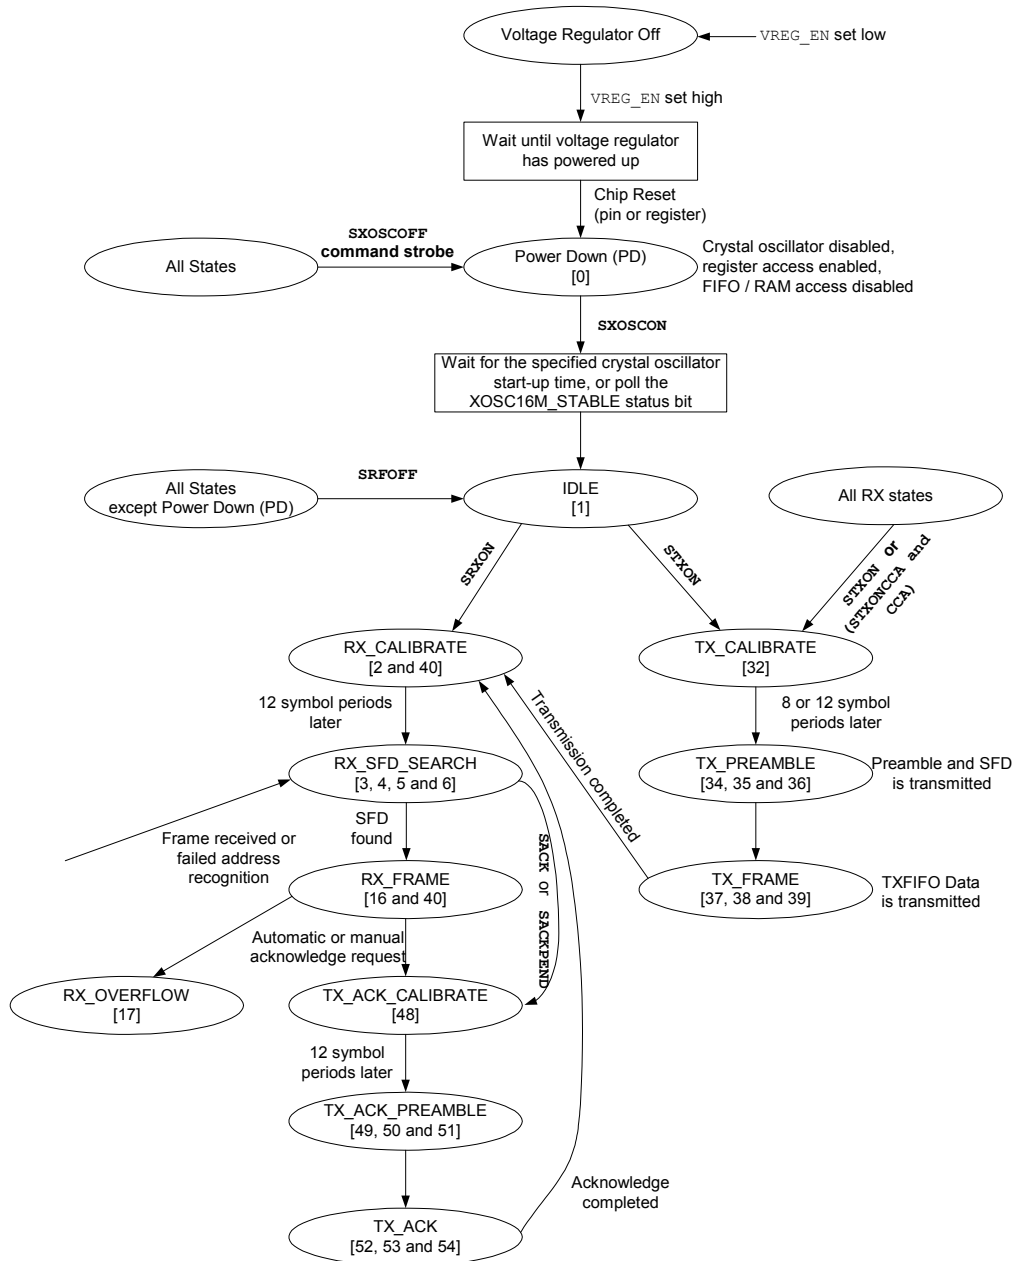 Voltage Regulator Off
VREG_EN set low
VREG_EN set high
Wait until voltage regulator
has powered up
Chip Reset
(pin or register)
SXOSCOFF
command strobe
All States
Power Down (PD)
[0]
Crystal oscillator disabled,
register access enabled,
FIFO / RAM access disabled
SXOSCON
Wait for the specified crystal oscillator
start-up time, or poll the
XOSC16M_STABLE status bit
All States
except Power Down (PD)
SRFOFF
IDLE
[1]
All RX states
SRXON
STXON
STXON or
(STXONCCA and
CCA)
RX_CALIBRATE
[2 and 40]
TX_CALIBRATE
[32]
12 symbol periods
later
Transmission completed
8 or 12 symbol
periods later
RX_SFD_SEARCH
[3, 4, 5 and 6]
TX_PREAMBLE
[34, 35 and 36]
Preamble and SFD
is transmitted
Frame received or
failed address
recognition
SFD
found
SACK or SACKPEND
RX_FRAME
[16 and 40]
TX_FRAME
[37, 38 and 39]
TXFIFO Data
is transmitted
Automatic or manual
acknowledge request
RX_OVERFLOW
[17]
TX_ACK_CALIBRATE
[48]
12 symbol
periods later
TX_ACK_PREAMBLE
[49, 50 and 51]
Acknowledge
completed
TX_ACK
[52, 53 and 54]